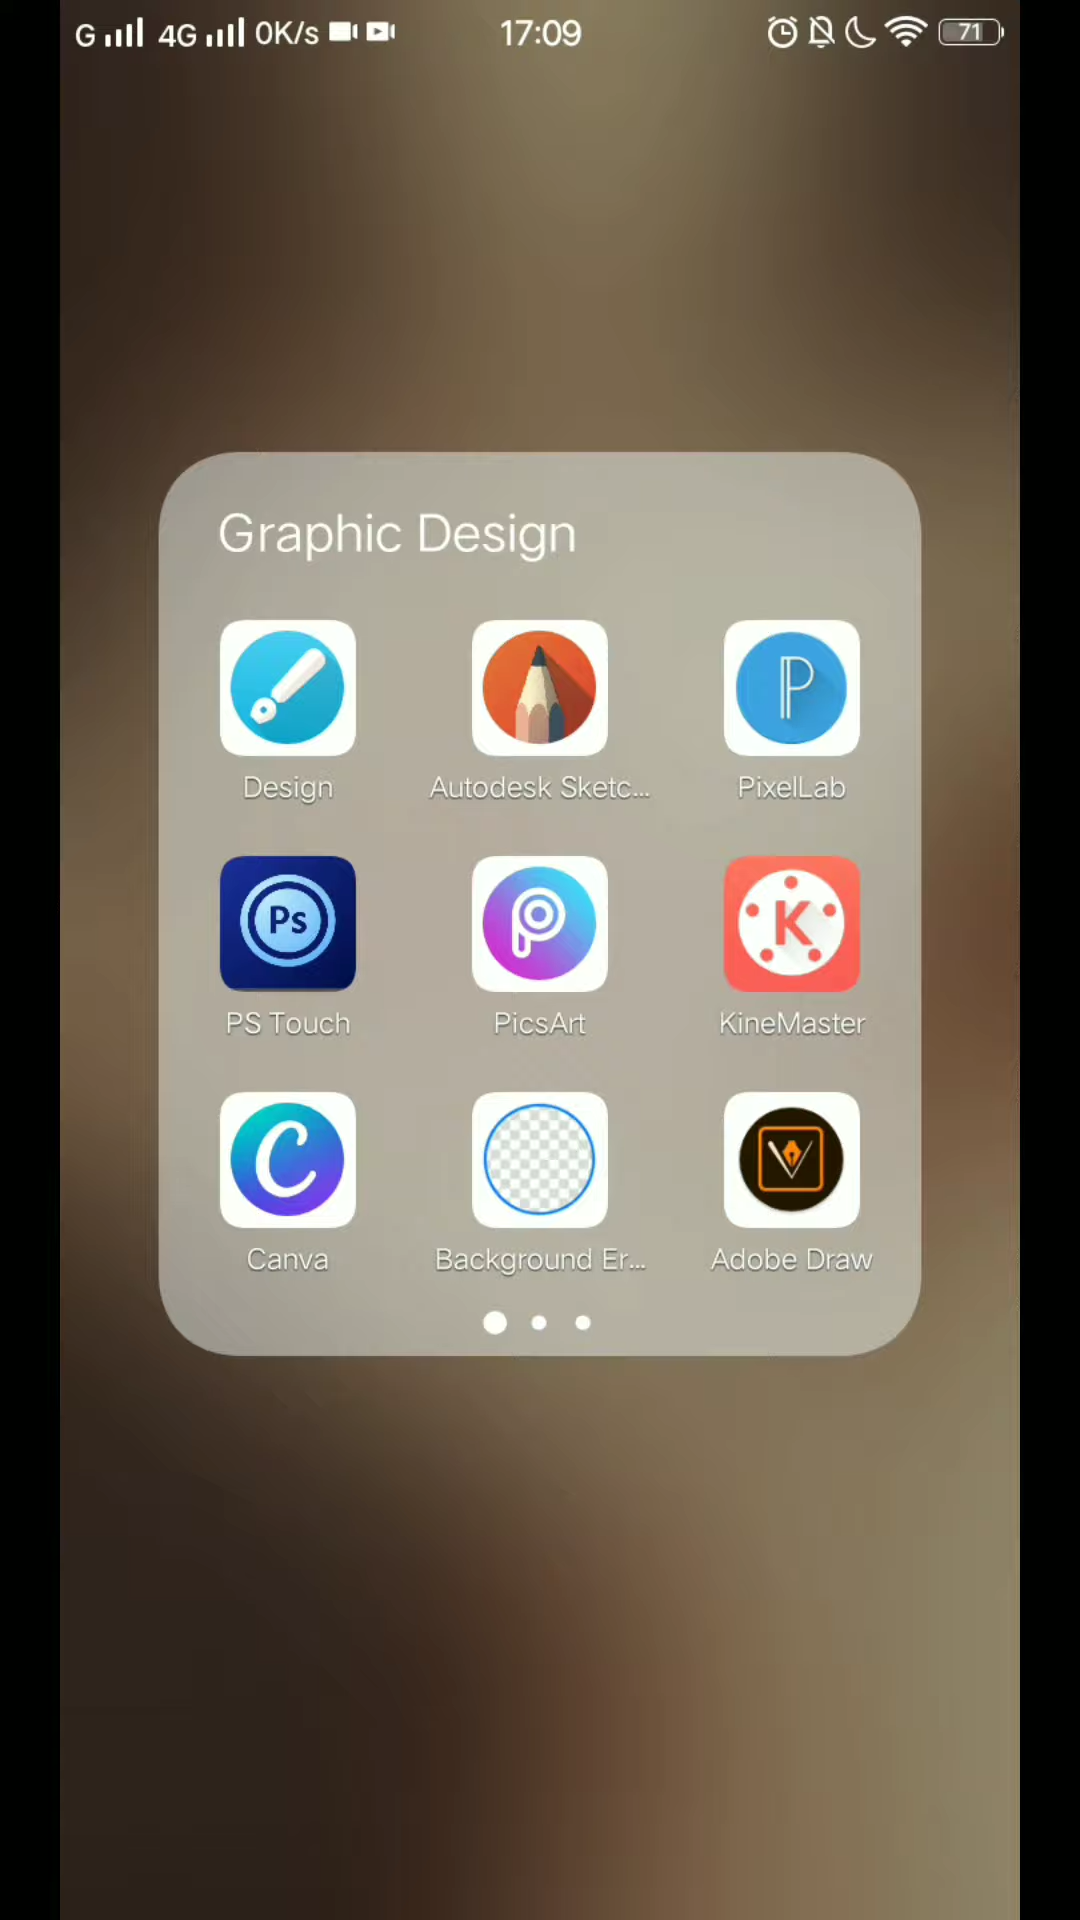 G 4G 0K/s 17:09 71
Graphic Design
Design Autodesk Sketc... PixelLab
Ps
PS Touch PicsArt KineMaster
Canva Background Er... Adobe Draw